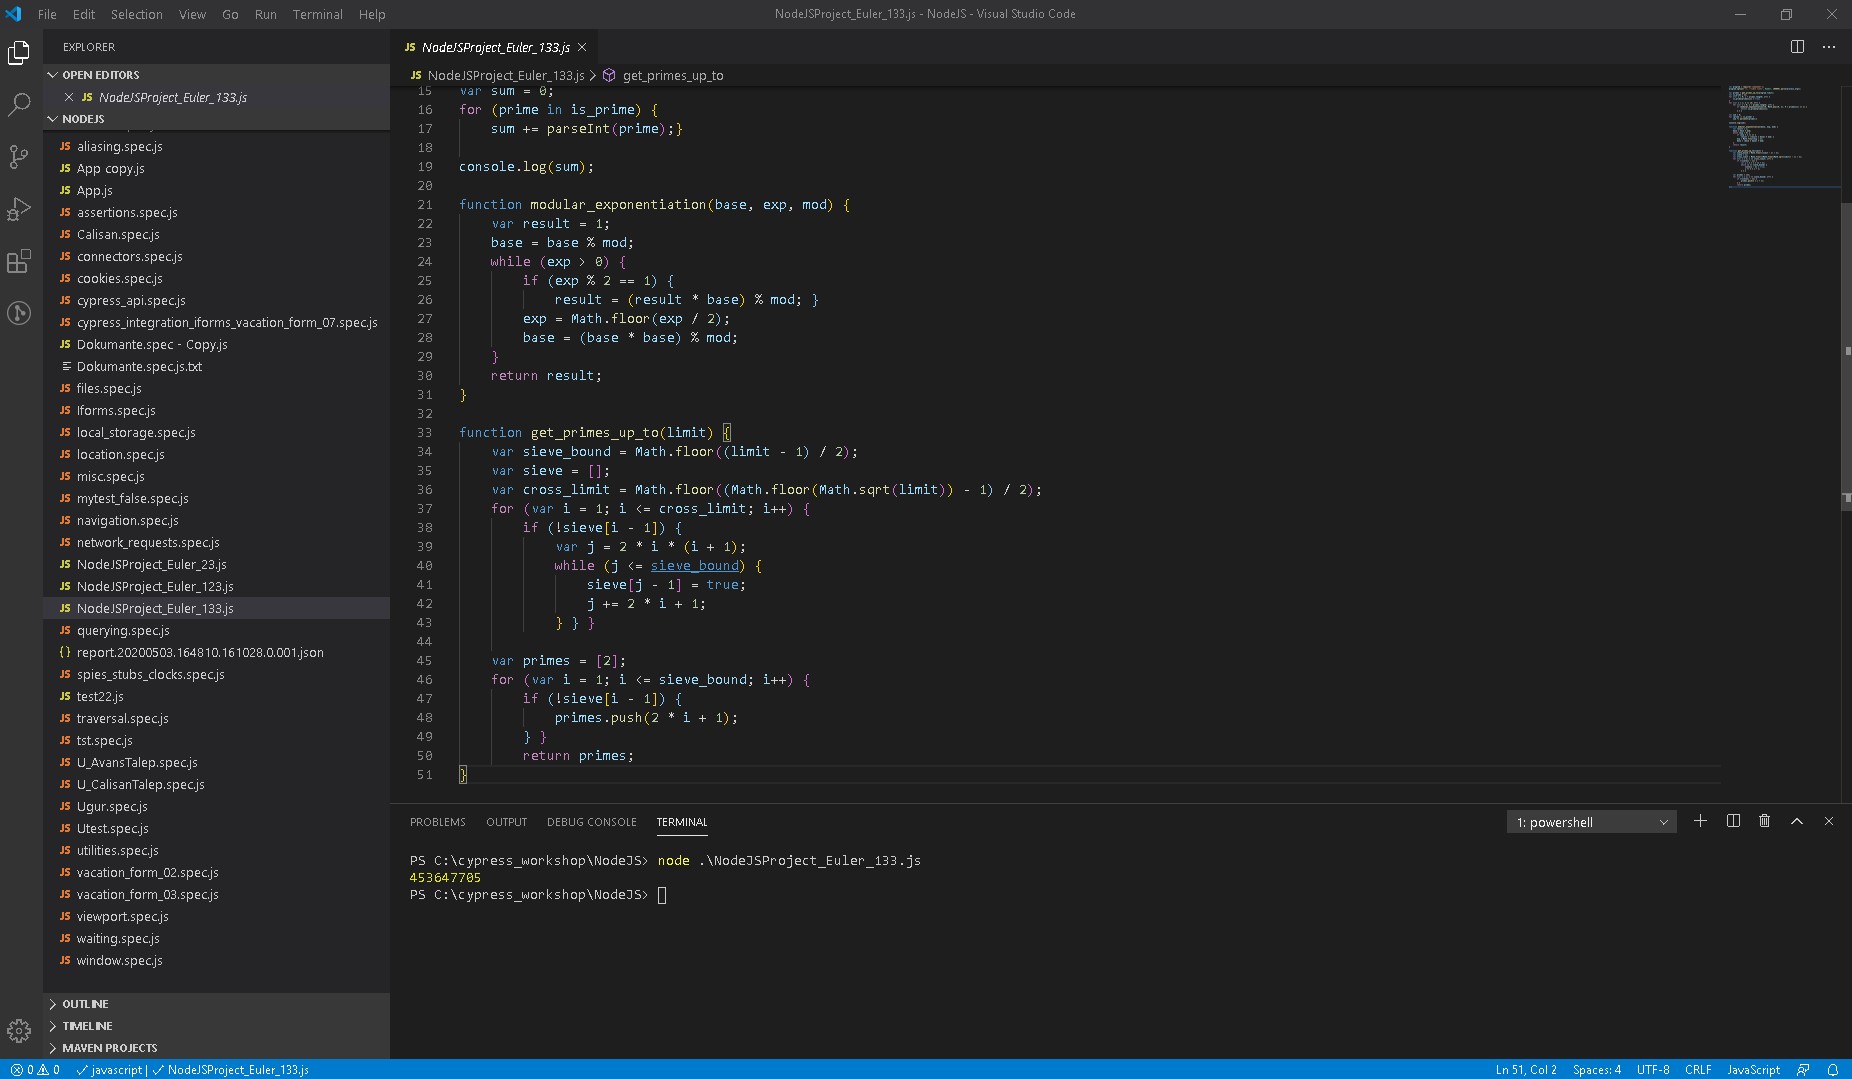 File Edit Selection View Go Run Terminal Help
NodeJSProject_Euler_133.js - NodeJS - Visual Studio Code
EXPLORER
OPEN EDITORS
JS NodeJSProject_Euler_133.js
NODEJS
JS aliasing.spec.js
JS App copy.js
JS App.js
JS assertions.spec.js
JS Calisan.spec.js
JS connectors.spec.js
JS cookies.spec.js
JS cypress_api.spec.js
JS cypress_integration_iforms_vacation_form_07.spec.js
JS Dokumante.spec - Copy.js
Dokumante.spec.js.txt
JS files.spec.js
JS Iforms.spec.js
JS local_storage.spec.js
JS location.spec.js
JS misc.spec.js
JS mytest_false.spec.js
JS navigation.spec.js
JS network_requests.spec.js
JS NodeJSProject_Euler_23.js
JS NodeJSProject_Euler_123.js
JS NodeJSProject_Euler_133.js
JS querying.spec.js
{} report.20200503.164810.161028.0.001.json
JS spies_stubs_clocks.spec.js
JS test22.js
JS traversal.spec.js
JS tst.spec.js
JS U_AvansTalep.spec.js
JS U_CalisanTalep.spec.js
JS Ugur.spec.js
JS Utest.spec.js
JS utilities.spec.js
JS vacation_form_02.spec.js
JS vacation_form_03.spec.js
JS viewport.spec.js
JS waiting.spec.js
JS window.spec.js
OUTLINE
TIMELINE
MAVEN PROJECTS
JS NodeJSProject_Euler_133.js
JS NodeJSProject_Euler_133.js > get_primes_up_to
15 var sum = 0;
16 for (prime in is_prime) {
17 sum += parseInt(prime);}
18
19 console.log(sum);
20
21 function modular_exponentiation(base, exp, mod) {
22 var result = 1;
23 base = base % mod;
24 while (exp > 0) {
25 if (exp % 2 == 1) {
26 result = (result * base) % mod; }
27 exp = Math.floor(exp / 2);
28 base = (base * base) % mod;
29 }
30 return result;
31 }
32
33 function get_primes_up_to(limit) {
34 var sieve_bound = Math.floor((limit - 1) / 2);
35 var sieve = [];
36 var cross_limit = Math.floor((Math.floor(Math.sqrt(limit)) - 1) / 2);
37 for (var i = 1; i <= cross_limit; i++) {
38 if (!sieve[i - 1]) {
39 var j = 2 * i * (i + 1);
40 while (j <= sieve_bound) {
41 sieve[j - 1] = true;
42 j += 2 * i + 1;
43 } } }
44
45 var primes = [2];
46 for (var i = 1; i <= sieve_bound; i++) {
47 if (!sieve[i - 1]) {
48 primes.push(2 * i + 1);
49 } }
50 return primes;
51 }
PROBLEMS OUTPUT DEBUG CONSOLE TERMINAL
1: powershell
PS C:\cypress_workshop\NodeJS> node .\NodeJSProject_Euler_133.js
453647705
PS C:\cypress_workshop\NodeJS>
0 0 javascript | NodeJSProject_Euler_133.js
Ln 51, Col 2 Spaces: 4 UTF-8 CRLF JavaScript